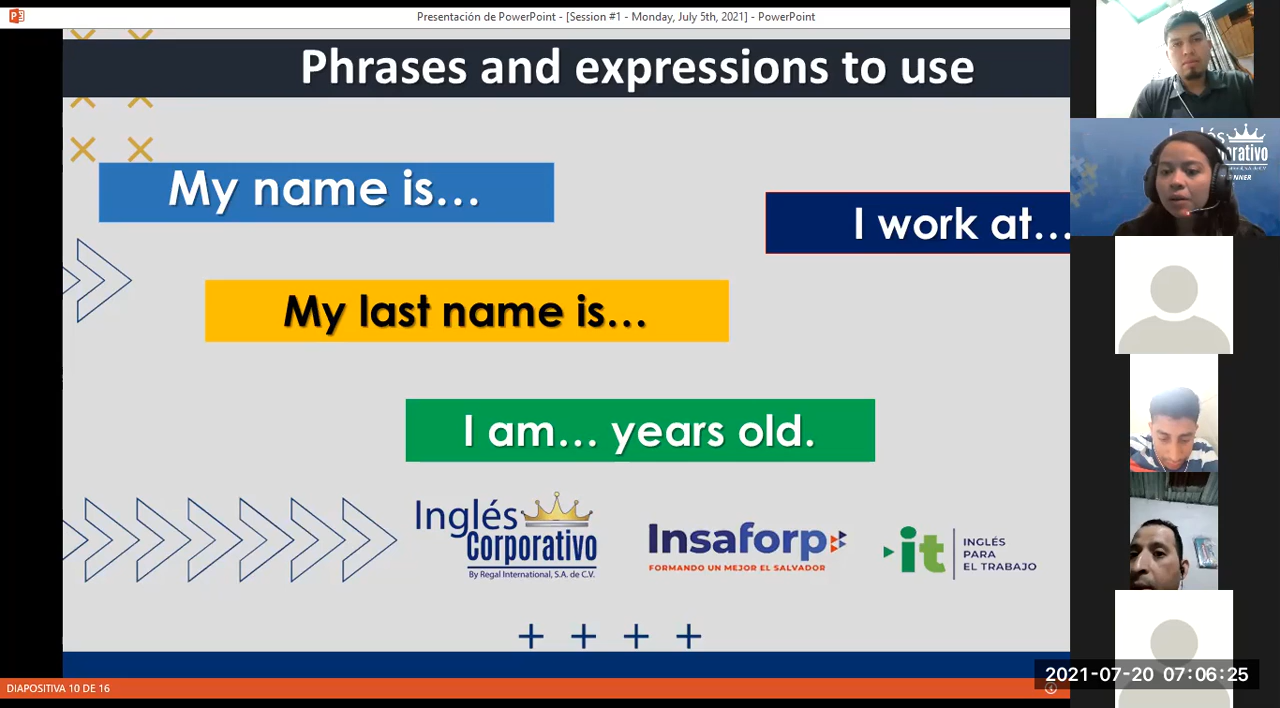 Presentación de PowerPoint - [Session #1 - Monday, July 5th, 2021] - PowerPoint
Phrases and expressions to use
My name is...
I work at...
My last name is...
I am... years old.
Inglés
Corporativo
By Regal International, S.A. de C.V.
Insaforp
FORMANDO UN MEJOR EL SALVADOR
it
INGLÉS
PARA
EL TRABAJO
DIAPOSITIVA 10 DE 16
2021-07-20 07:06:25